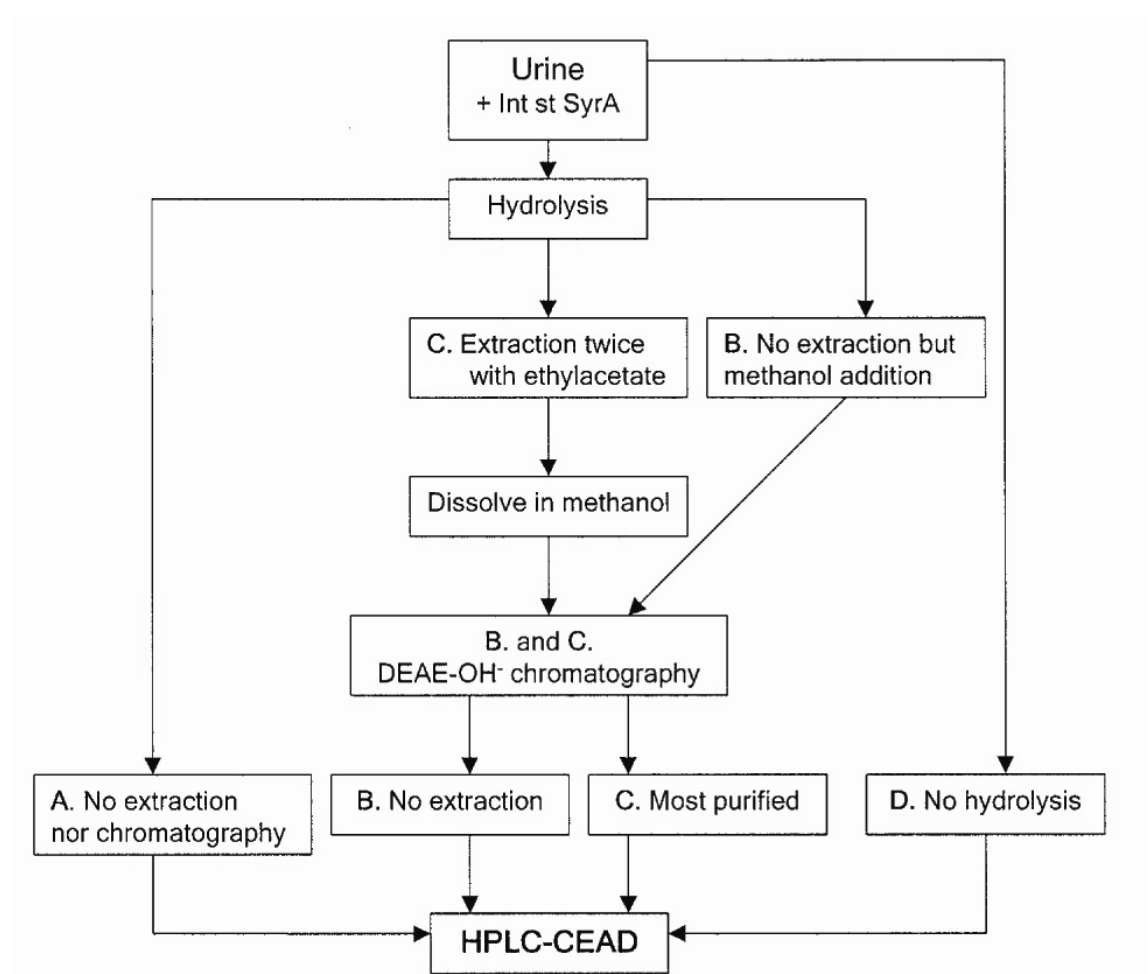 Urine
+ Int st SyrA
Hydrolysis
C. Extraction twice
with ethylacetate
B. No extraction but
methanol addition
Dissolve in methanol
B. and C.
DEAE-OH⁻ chromatography
A. No extraction
nor chromatography
B. No extraction
C. Most purified
D. No hydrolysis
HPLC-CEAD